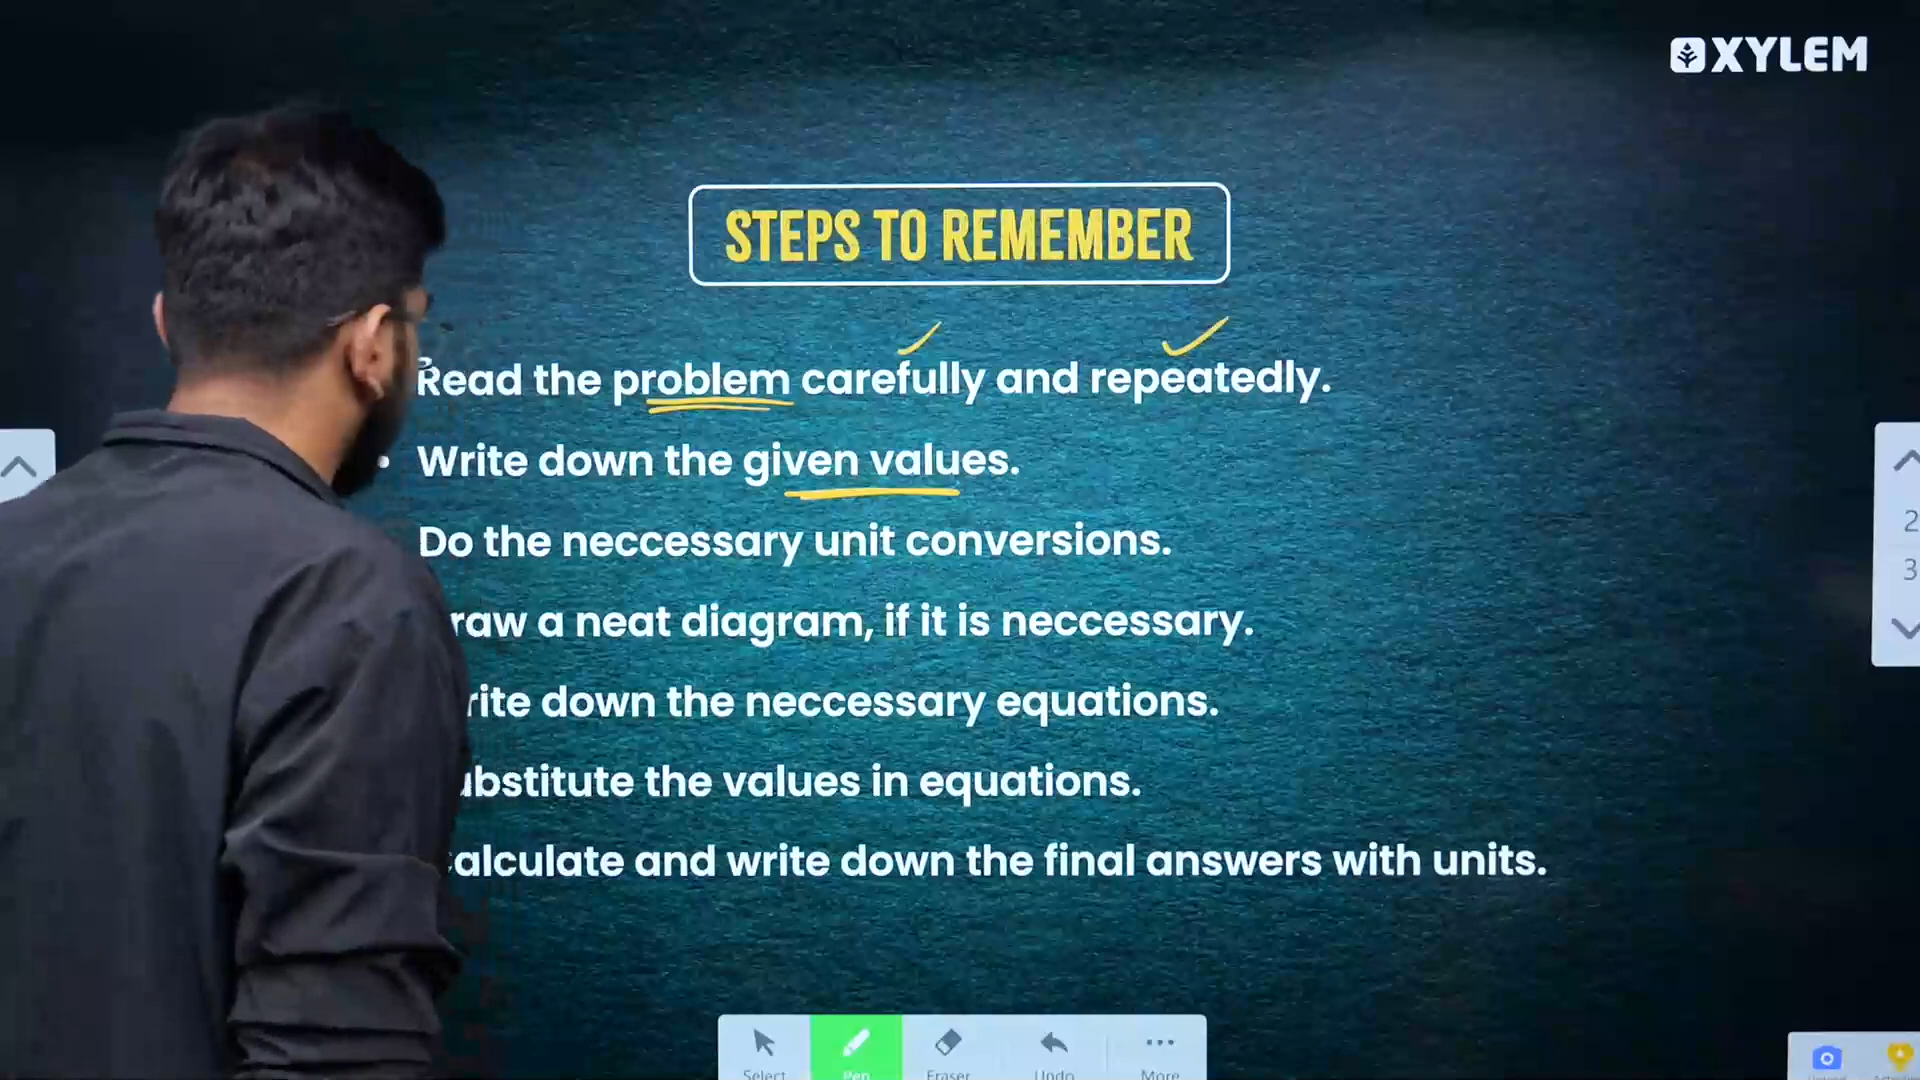 XYLEM
STEPS TO REMEMBER
Read the problem carefully and repeatedly.
• Write down the given values.
Do the neccessary unit conversions.
raw a neat diagram, if it is neccessary.
rite down the neccessary equations.
ubstitute the values in equations.
alculate and write down the final answers with units.
2
3
Select Pen Eraser Undo More